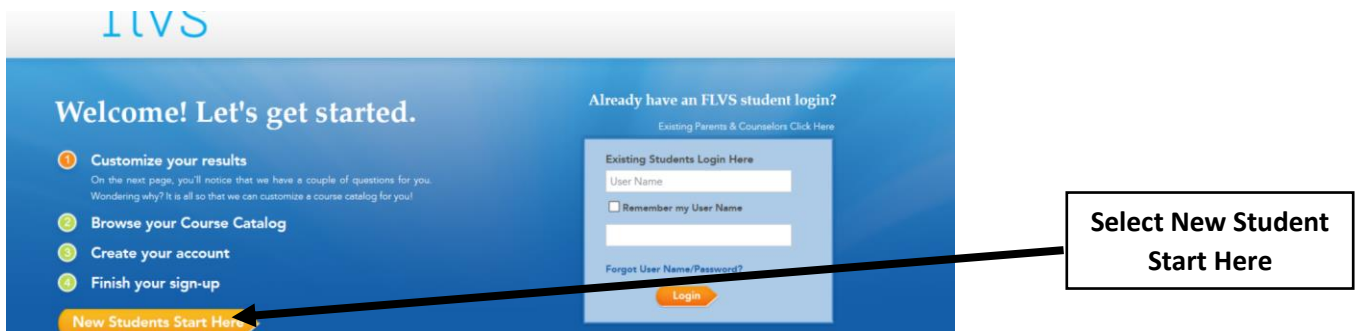 flvs
Welcome! Let's get started.
1 Customize your results
On the next page, you'll notice that we have a couple of questions for you.
Wondering why? It is all so that we can customize a course catalog for you!
2 Browse your Course Catalog
3 Create your account
4 Finish your sign-up
New Students Start Here
Already have an FLVS student login?
Existing Parents & Counselors Click Here
Existing Students Login Here
User Name
Remember my User Name
Forgot User Name/Password?
Login
Select New Student
Start Here